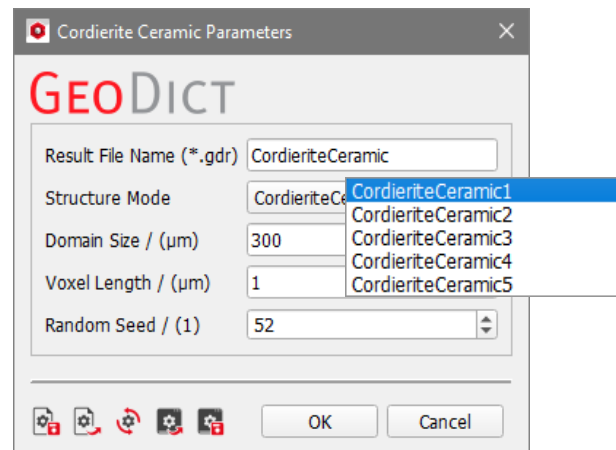 Cordierite Ceramic Parameters
GEODICT
Result File Name (*.gdr) CordieriteCeramic
Structure Mode CordieriteCe
CordieriteCeramic1
CordieriteCeramic2
CordieriteCeramic3
CordieriteCeramic4
CordieriteCeramic5
Domain Size / (µm) 300
Voxel Length / (µm) 1
Random Seed / (1) 52
OK Cancel